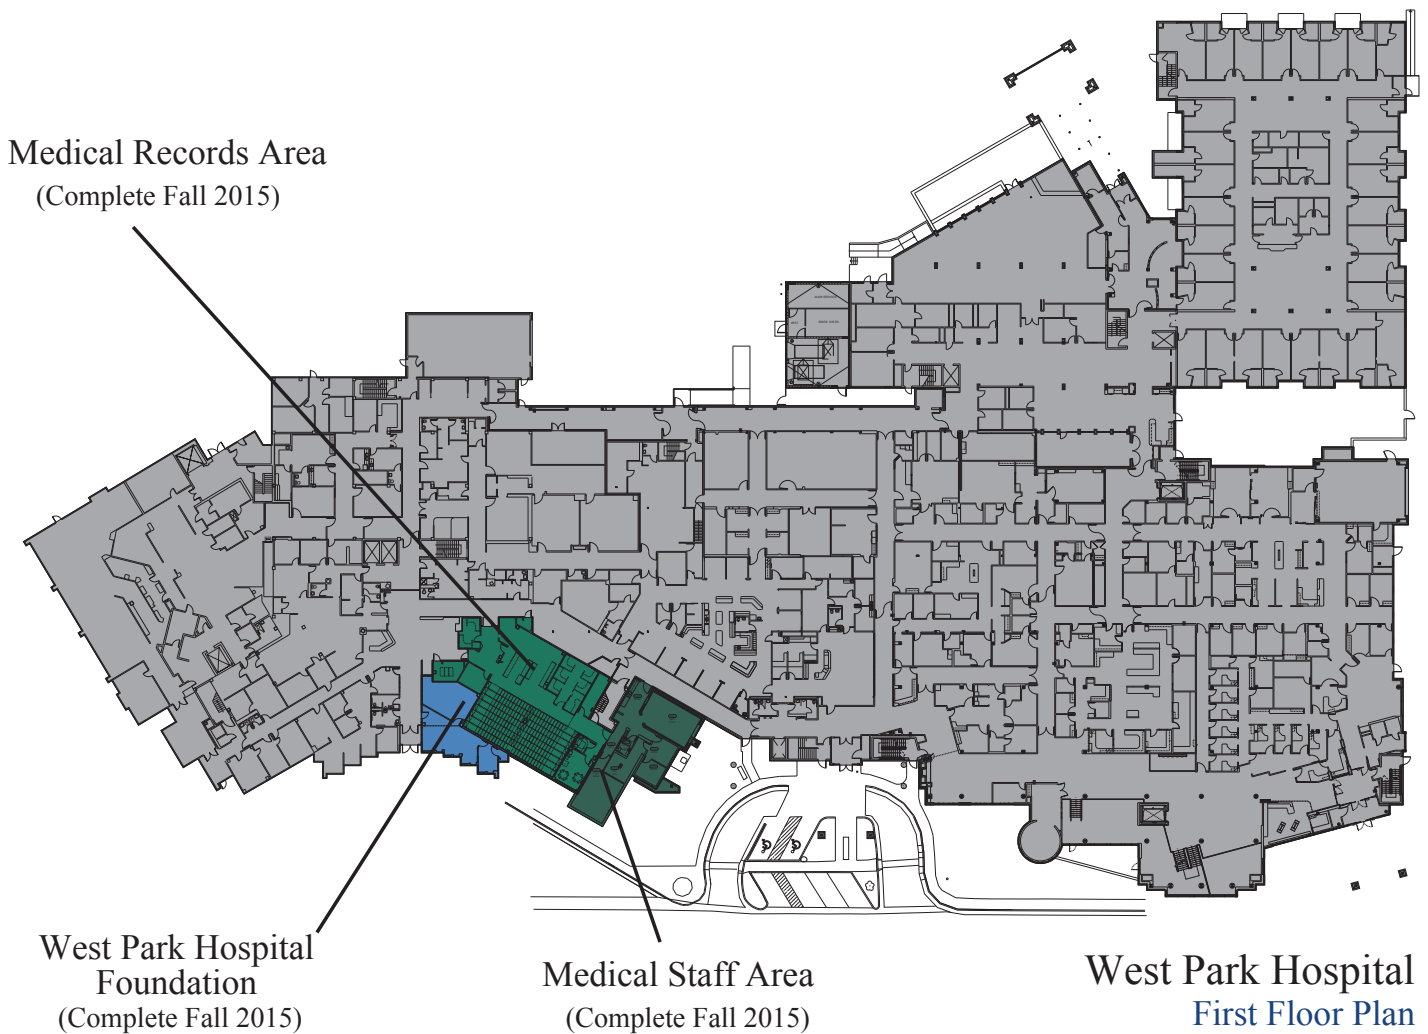 Medical Records Area
(Complete Fall 2015)
West Park Hospital
Foundation
(Complete Fall 2015)
Medical Staff Area
(Complete Fall 2015)
West Park Hospital
First Floor Plan